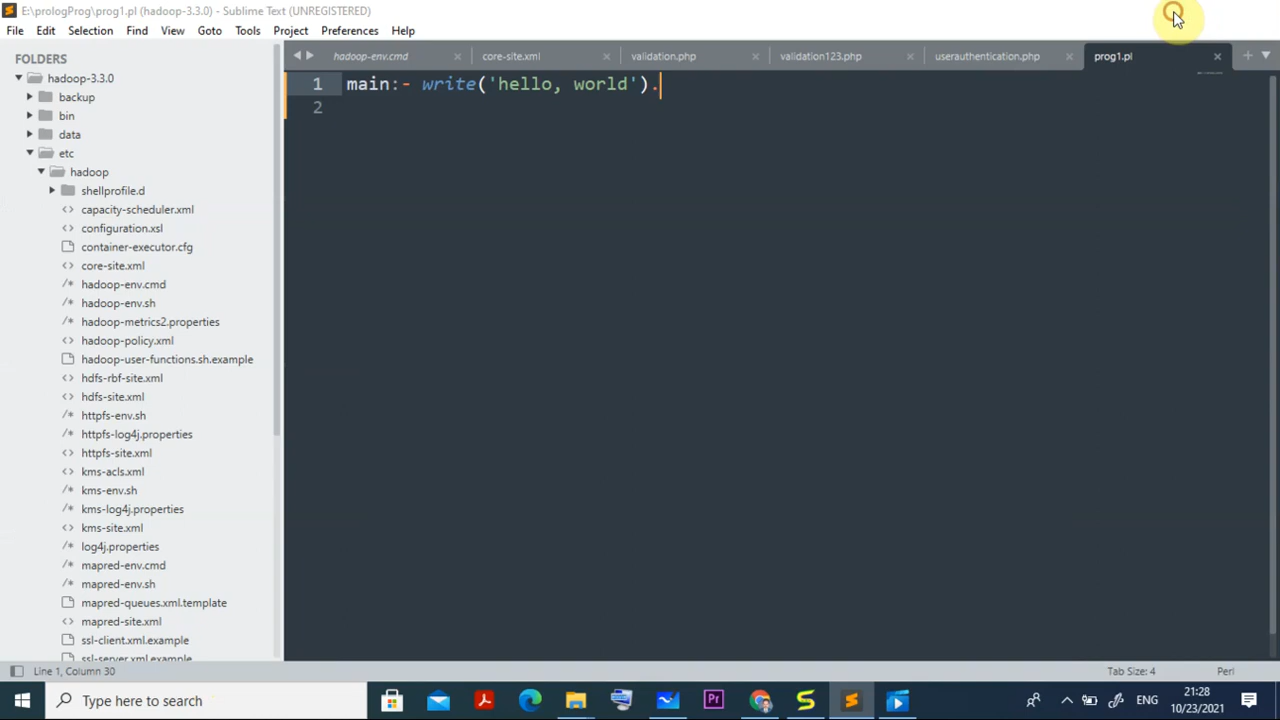 E:\prologProg\prog1.pl (hadoop-3.3.0) - Sublime Text (UNREGISTERED)
File Edit Selection Find View Goto Tools Project Preferences Help
FOLDERS
hadoop-3.3.0
backup
bin
data
etc
hadoop
shellprofile.d
capacity-scheduler.xml
configuration.xsl
container-executor.cfg
core-site.xml
hadoop-env.cmd
hadoop-env.sh
hadoop-metrics2.properties
hadoop-policy.xml
hadoop-user-functions.sh.example
hdfs-rbf-site.xml
hdfs-site.xml
httpfs-env.sh
httpfs-log4j.properties
httpfs-site.xml
kms-acls.xml
kms-env.sh
kms-log4j.properties
kms-site.xml
log4j.properties
mapred-env.cmd
mapred-env.sh
mapred-queues.xml.template
mapred-site.xml
ssl-client.xml.example
ssl-server.xml.example
hadoop-env.cmd core-site.xml validation.php validation123.php userauthentication.php prog1.pl
1 main:- write('hello, world').
2
Line 1, Column 30 Tab Size: 4 Perl
Type here to search Pr ENG 21:28
10/23/2021